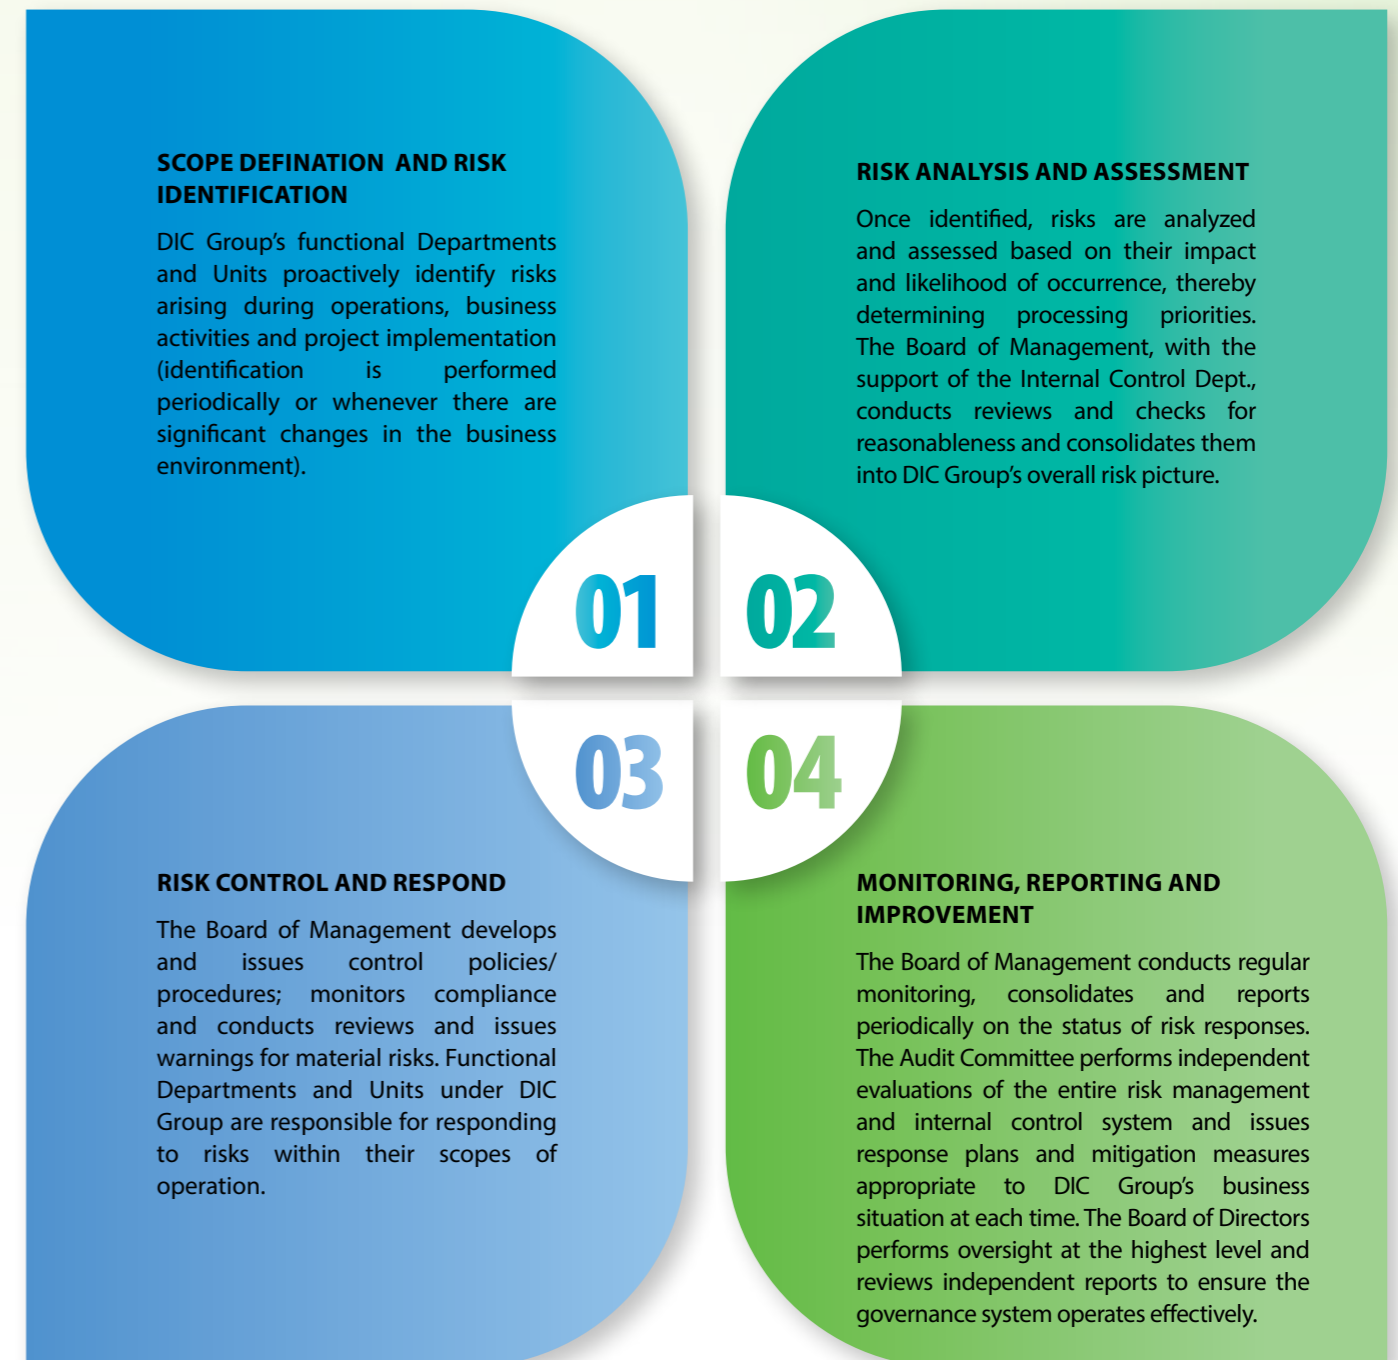 SCOPE DEFINATION AND RISK
IDENTIFICATION
DIC Group's functional Departments
and Units proactively identify risks
arising during operations, business
activities and project implementation
(identification is performed
periodically or whenever there are
significant changes in the business
environment).
01
RISK ANALYSIS AND ASSESSMENT
Once identified, risks are analyzed
and assessed based on their impact
and likelihood of occurrence, thereby
determining processing priorities.
The Board of Management, with the
support of the Internal Control Dept.,
conducts reviews and checks for
reasonableness and consolidates them
into DIC Group's overall risk picture.
02
03
RISK CONTROL AND RESPOND
The Board of Management develops
and issues control policies/
procedures; monitors compliance
and conducts reviews and issues
warnings for material risks. Functional
Departments and Units under DIC
Group are responsible for responding
to risks within their scopes of
operation.
04
MONITORING, REPORTING AND
IMPROVEMENT
The Board of Management conducts regular
monitoring, consolidates and reports
periodically on the status of risk responses.
The Audit Committee performs independent
evaluations of the entire risk management
and internal control system and issues
response plans and mitigation measures
appropriate to DIC Group's business
situation at each time. The Board of Directors
performs oversight at the highest level and
reviews independent reports to ensure the
governance system operates effectively.